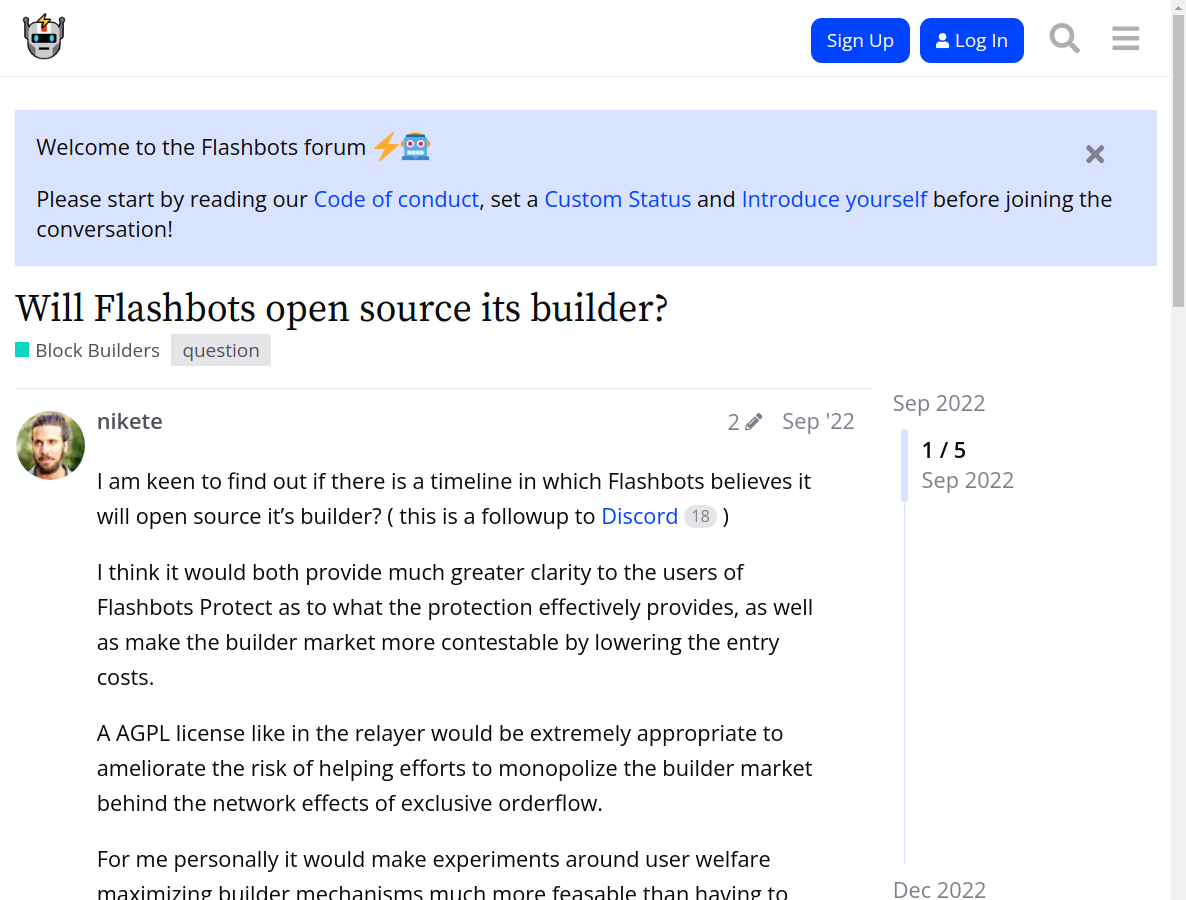 Sign Up
Log In
Welcome to the Flashbots forum
Please start by reading our Code of conduct, set a Custom Status and Introduce yourself before joining the
conversation!
Will Flashbots open source its builder?
Block Builders
question
nikete
2
Sep '22
I am keen to find out if there is a timeline in which Flashbots believes it
will open source it’s builder? ( this is a followup to Discord 18 )
I think it would both provide much greater clarity to the users of
Flashbots Protect as to what the protection effectively provides, as well
as make the builder market more contestable by lowering the entry
costs.
A AGPL license like in the relayer would be extremely appropriate to
ameliorate the risk of helping efforts to monopolize the builder market
behind the network effects of exclusive orderflow.
For me personally it would make experiments around user welfare
maximizing builder mechanisms much more feasable than having to
Sep 2022
1 / 5
Sep 2022
Dec 2022